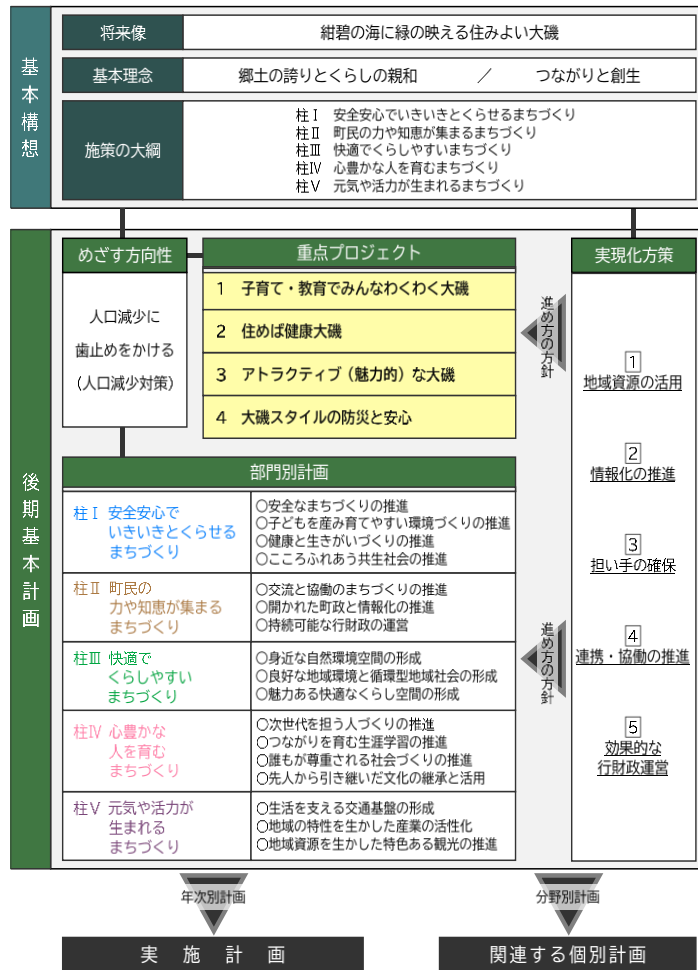 基本構想
将来像
紺碧の海に緑の映える住みよい大磯
基本理念
郷土の誇りとくらしの親和 ／ つながりと創生
施策の大綱
柱Ⅰ 安全安心でいきいきとくらせるまちづくり
柱Ⅱ 町民の力や知恵が集まるまちづくり
柱Ⅲ 快適でくらしやすいまちづくり
柱Ⅳ 心豊かな人を育むまちづくり
柱Ⅴ 元気や活力が生まれるまちづくり
後期基本計画
めざす方向性
人口減少に
歯止めをかける
(人口減少対策)
重点プロジェクト
1 子育て・教育でみんなわくわく大磯
2 住めば健康大磯
3 アトラクティブ（魅力的）な大磯
4 大磯スタイルの防災と安心
進め方の方針
部門別計画
柱Ⅰ 安全安心で
いきいきとくらせる
まちづくり
○安全なまちづくりの推進
○子どもを産み育てやすい環境づくりの推進
○健康と生きがいづくりの推進
○こころふれあう共生社会の推進
柱Ⅱ 町民の
力や知恵が集まる
まちづくり
○交流と協働のまちづくりの推進
○開かれた町政と情報化の推進
○持続可能な行財政の運営
柱Ⅲ 快適で
くらしやすい
まちづくり
○身近な自然環境空間の形成
○良好な地域環境と循環型地域社会の形成
○魅力ある快適なくらし空間の形成
柱Ⅳ 心豊かな
人を育む
まちづくり
○次世代を担う人づくりの推進
○つながりを育む生涯学習の推進
○誰もが尊重される社会づくりの推進
○先人から引き継いだ文化の継承と活用
柱Ⅴ 元気や活力が
生まれる
まちづくり
○生活を支える交通基盤の形成
○地域の特性を生かした産業の活性化
○地域資源を生かした特色ある観光の推進
進め方の方針
実現化方策
1
地域資源の活用
2
情報化の推進
3
担い手の確保
4
連携・協働の推進
5
効果的な
行財政運営
年次別計画
分野別計画
実施計画
関連する個別計画